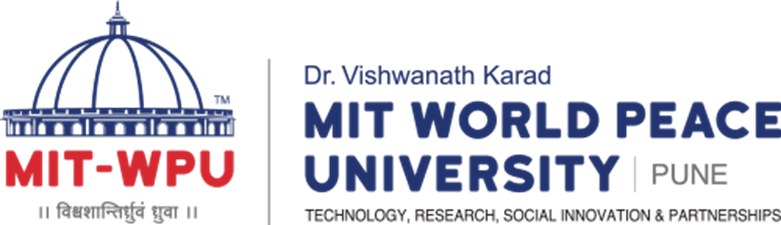 TM
MIT-WPU
॥ विश्वशान्तिर्ध्रुवं ध्रुवा ॥
Dr. Vishwanath Karad
MIT WORLD PEACE
UNIVERSITY | PUNE
TECHNOLOGY, RESEARCH, SOCIAL INNOVATION & PARTNERSHIPS